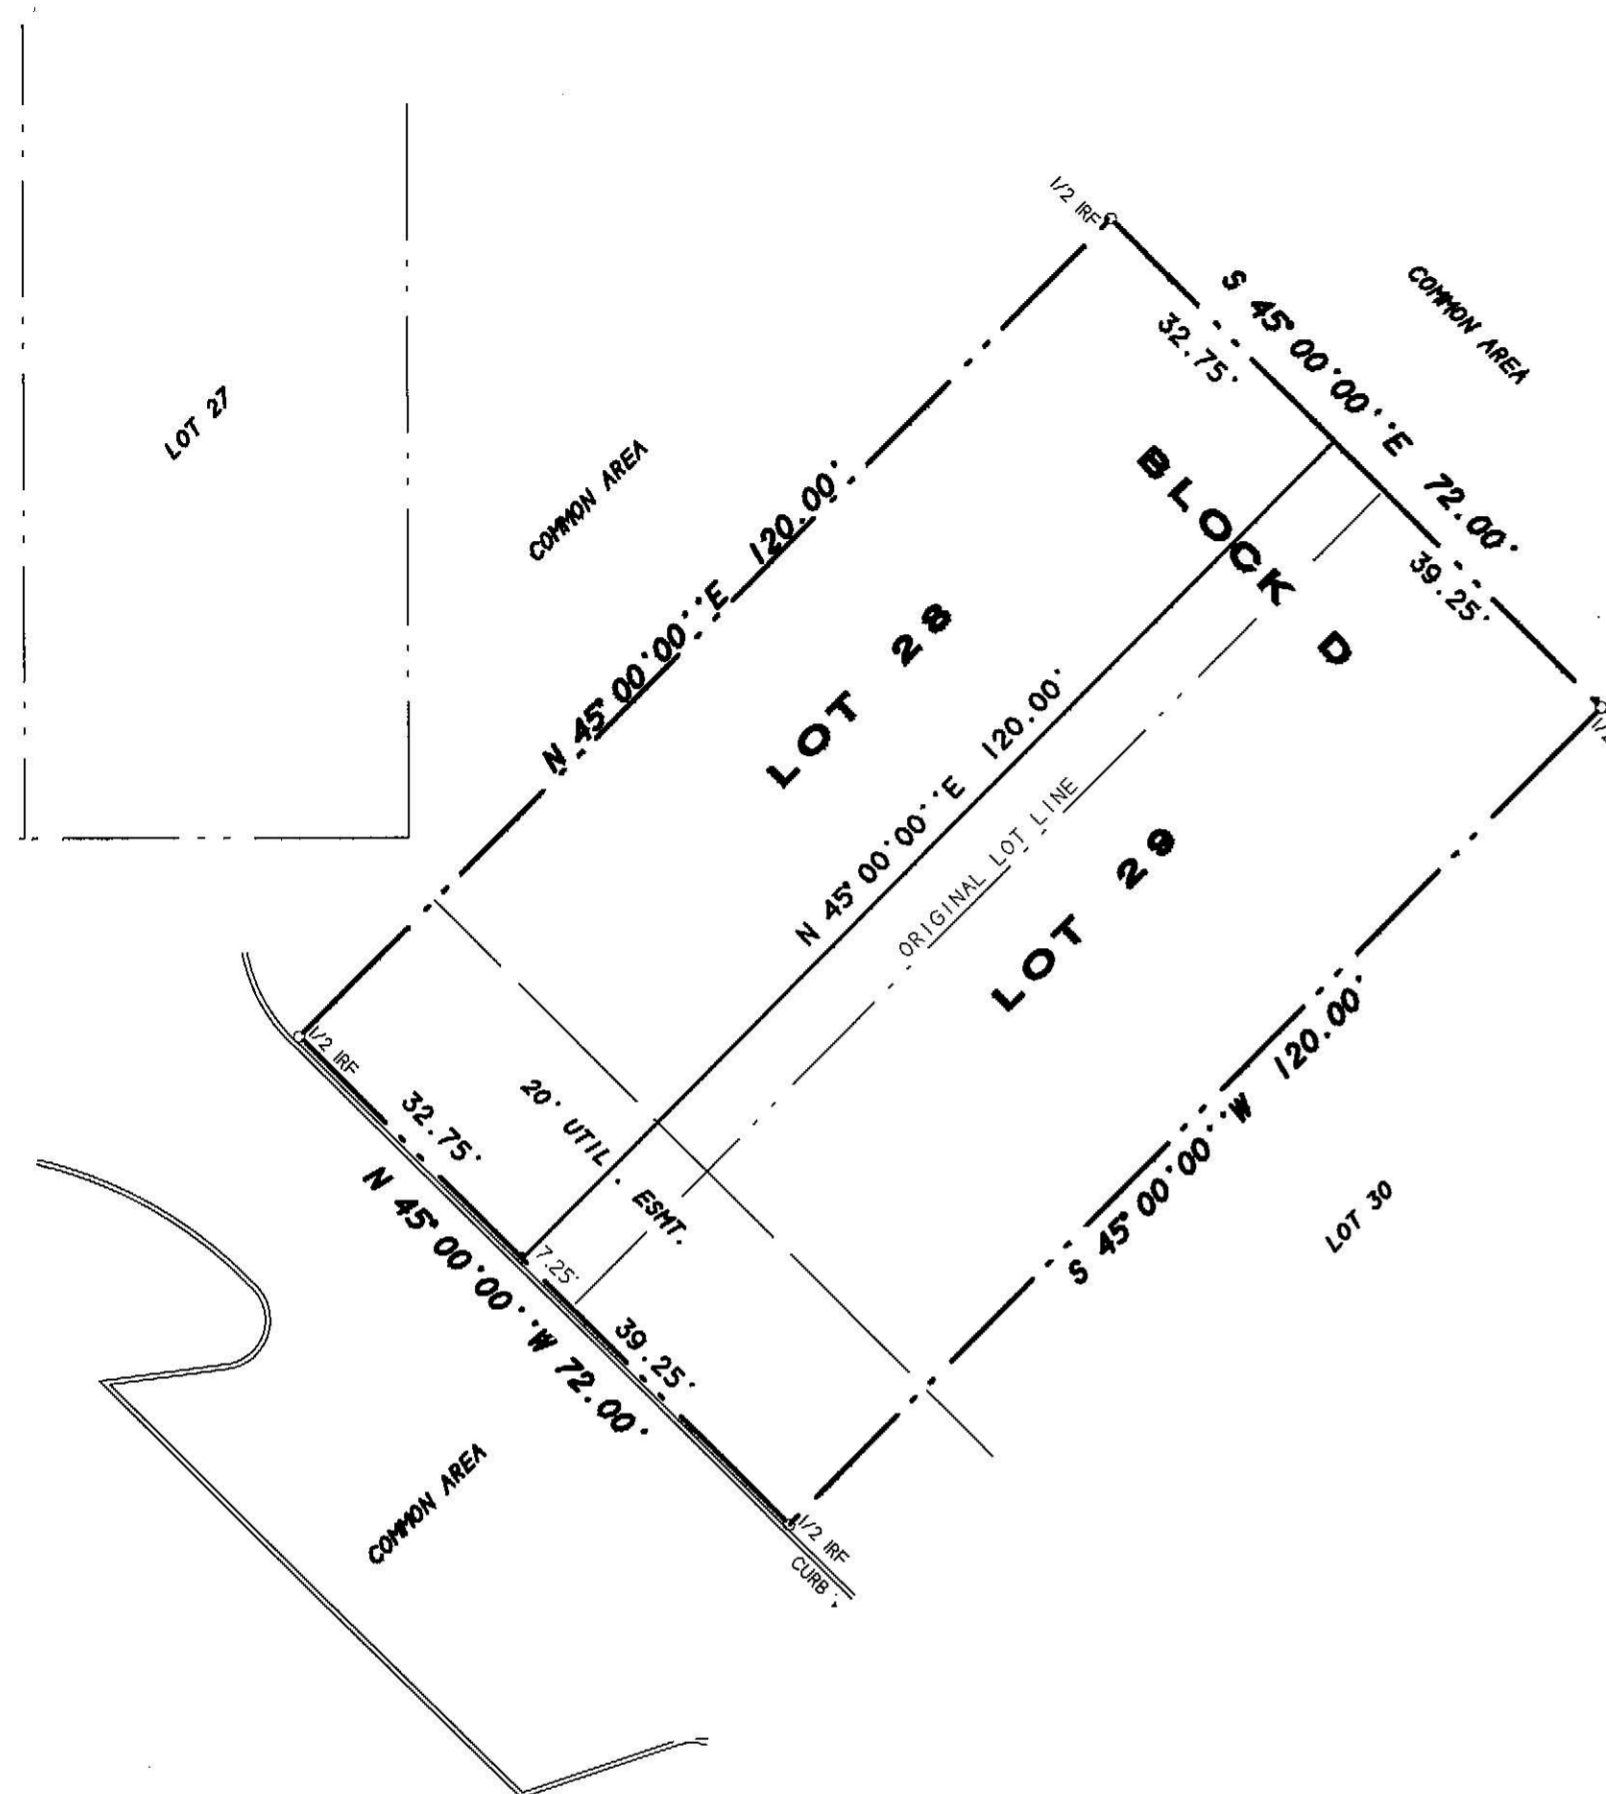 1/2 IRF
S 45°00'00''E 72.00'
COMMON AREA
32.75'
39.25'
LOT 27
COMMON AREA
N 45°00'00''E 120.00'
BLOCK D
LOT 28
N 45°00'00''E 120.00'
ORIGINAL LOT LINE
LOT 29
1/2
S 45°00'00''W 120.00'
LOT 30
1/2 IRF
32.75'
20' UTIL. ESMT.
7.25'
39.25'
N 45°00'00''W 72.00'
1/2 IRF
CURB
COMMON AREA